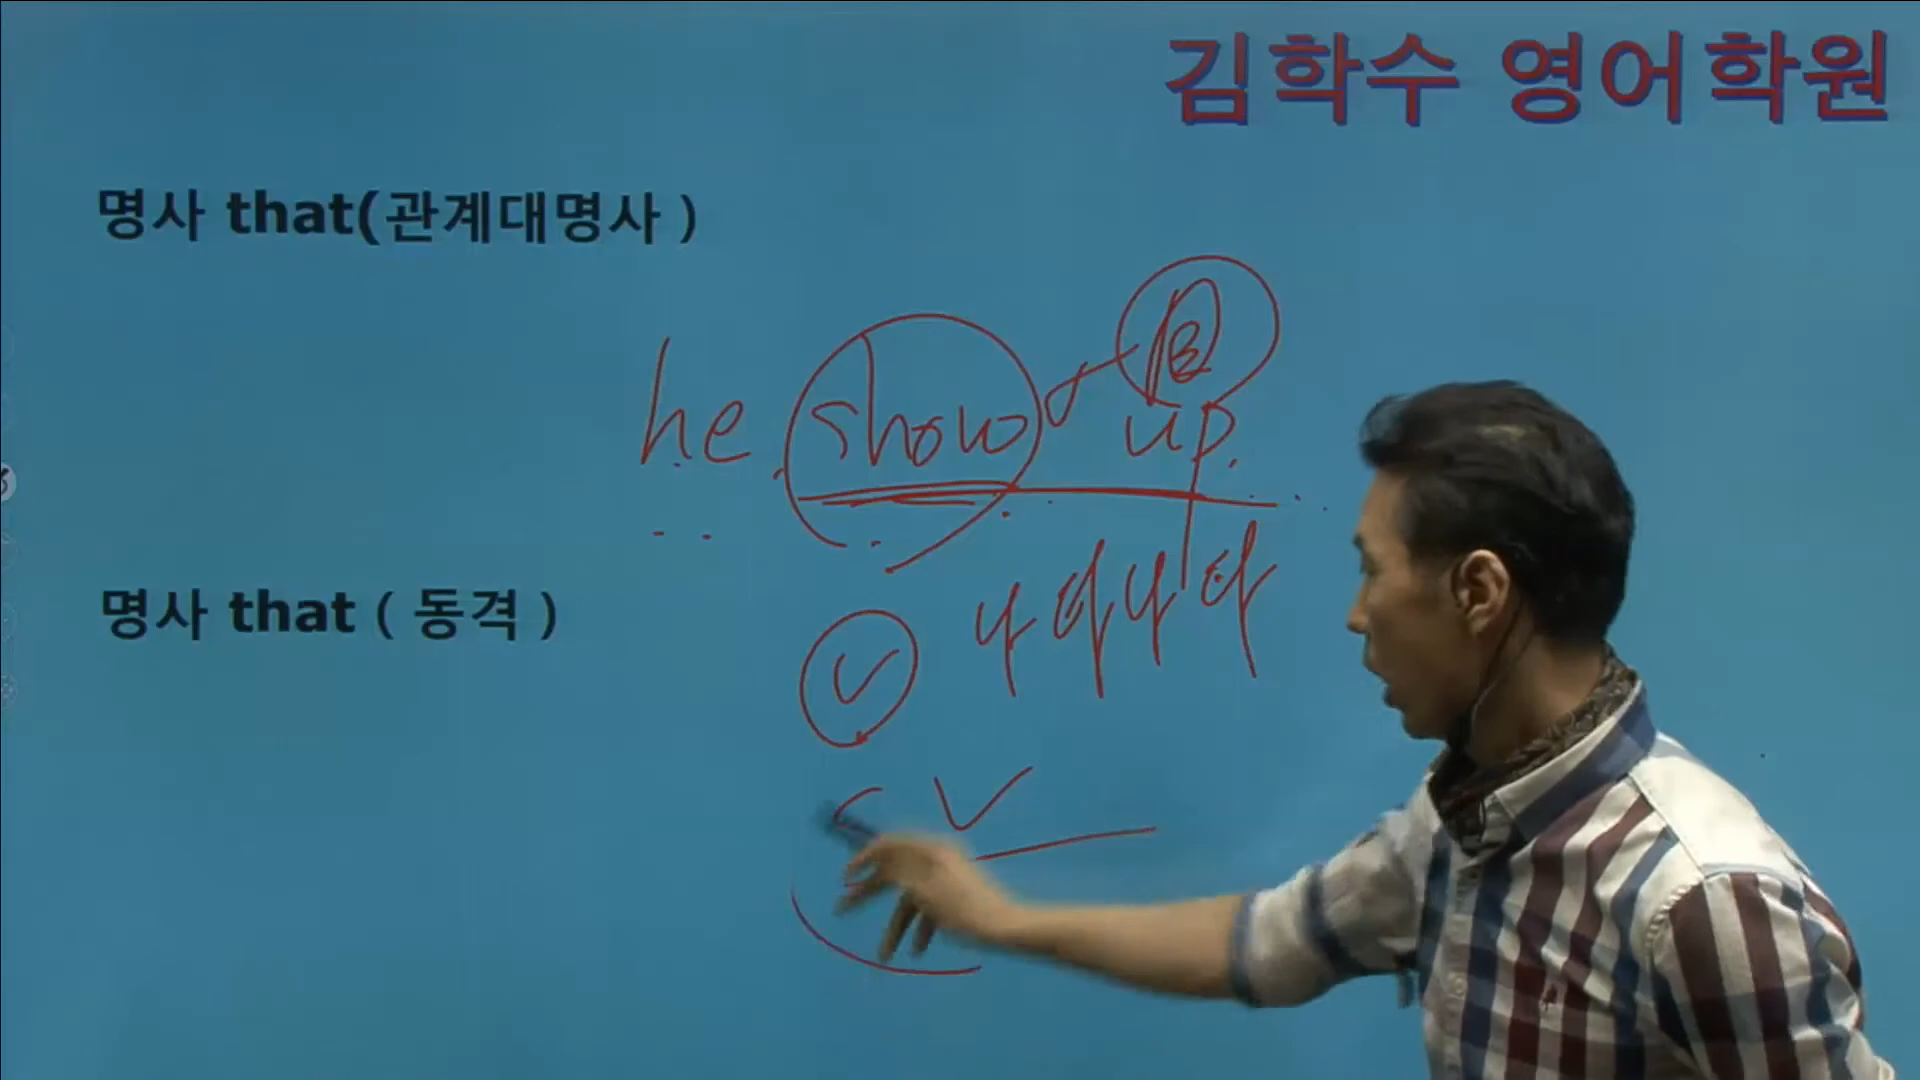 김학수 영어학원
명사 that(관계대명사)
he show up.
나타나다
명사 that ( 동격 )
S V